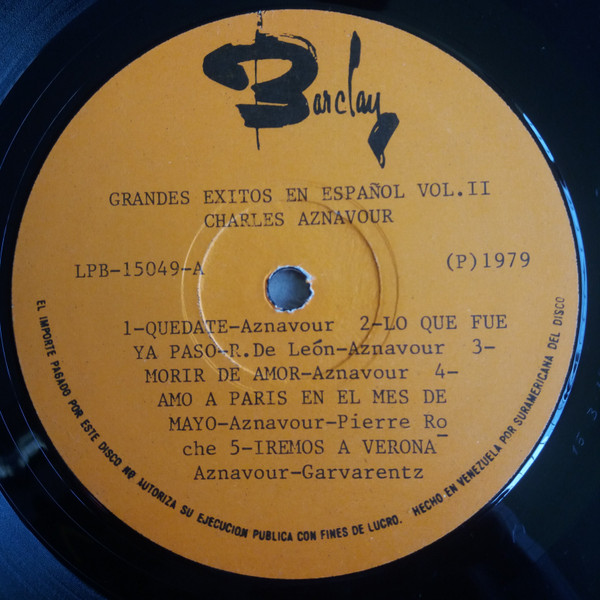 Barclay
GRANDES EXITOS EN ESPAÑOL VOL.II
CHARLES AZNAVOUR
LPB-15049-A
(P)1979
1-QUEDATE-Aznavour 2-LO QUE FUE
YA PASO-R.De León-Aznavour 3-
MORIR DE AMOR-Aznavour 4-
AMO A PARIS EN EL MES DE
MAYO-Aznavour-Pierre Ro
che 5-IREMOS A VERONA
Aznavour-Garvarentz
EL IMPORTE PAGADO POR ESTE DISCO NO AUTORIZA SU EJECUCION PUBLICA CON FINES DE LUCRO. HECHO EN VENEZUELA POR SURAMERICANA DEL DISCO